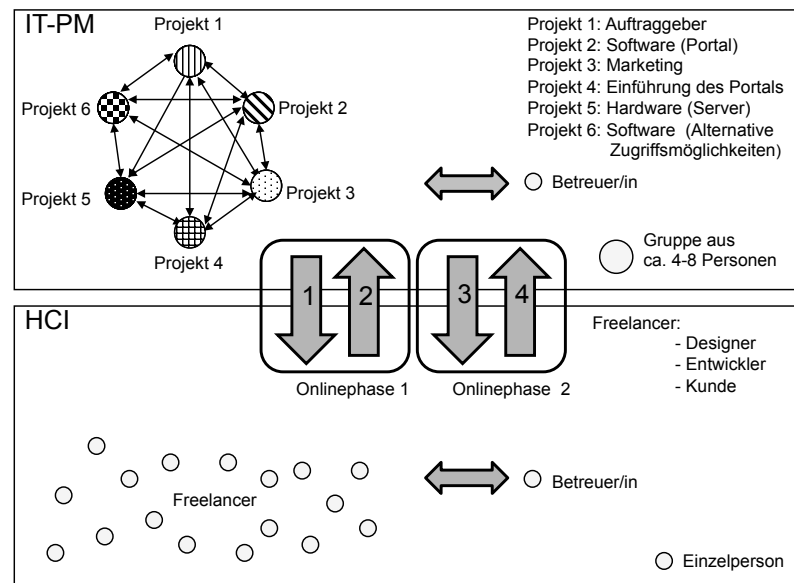 IT-PM
Projekt 1
Projekt 6
Projekt 2
Projekt 5
Projekt 3
Projekt 4
Projekt 1: Auftraggeber
Projekt 2: Software (Portal)
Projekt 3: Marketing
Projekt 4: Einführung des Portals
Projekt 5: Hardware (Server)
Projekt 6: Software (Alternative
Zugriffsmöglichkeiten)
Betreuer/in
Gruppe aus
ca. 4-8 Personen
1
2
3
4
HCI
Onlinephase 1
Onlinephase 2
Freelancer:
- Designer
- Entwickler
- Kunde
Freelancer
Betreuer/in
Einzelperson